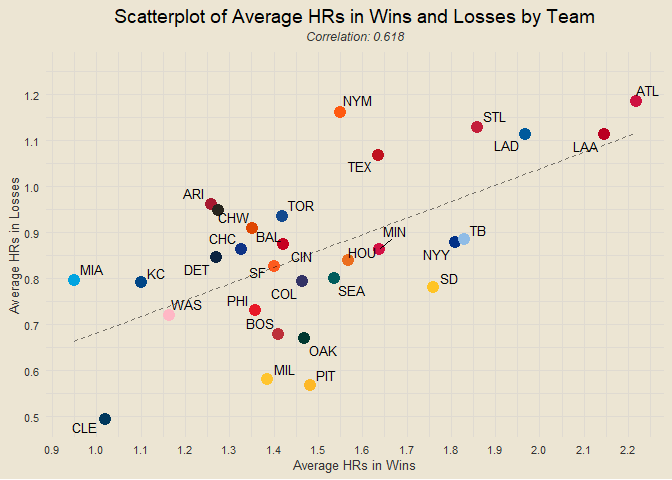 Scatterplot of Average HRs in Wins and Losses by Team
Correlation: 0.618
Average HRs in Losses
1.2
1.1
1.0
0.9
0.8
0.7
0.6
0.5
ATL
NYM
STL
LAD
LAA
TEX
ARI
CHW
TOR
BAL
CHC
CIN
MIN
HOU
TB
NYY
DET
SF
MIA
KC
COL
SEA
SD
WAS
PHI
BOS
OAK
MIL
PIT
CLE
0.9 1.0 1.1 1.2 1.3 1.4 1.5 1.6 1.7 1.8 1.9 2.0 2.1 2.2
Average HRs in Wins